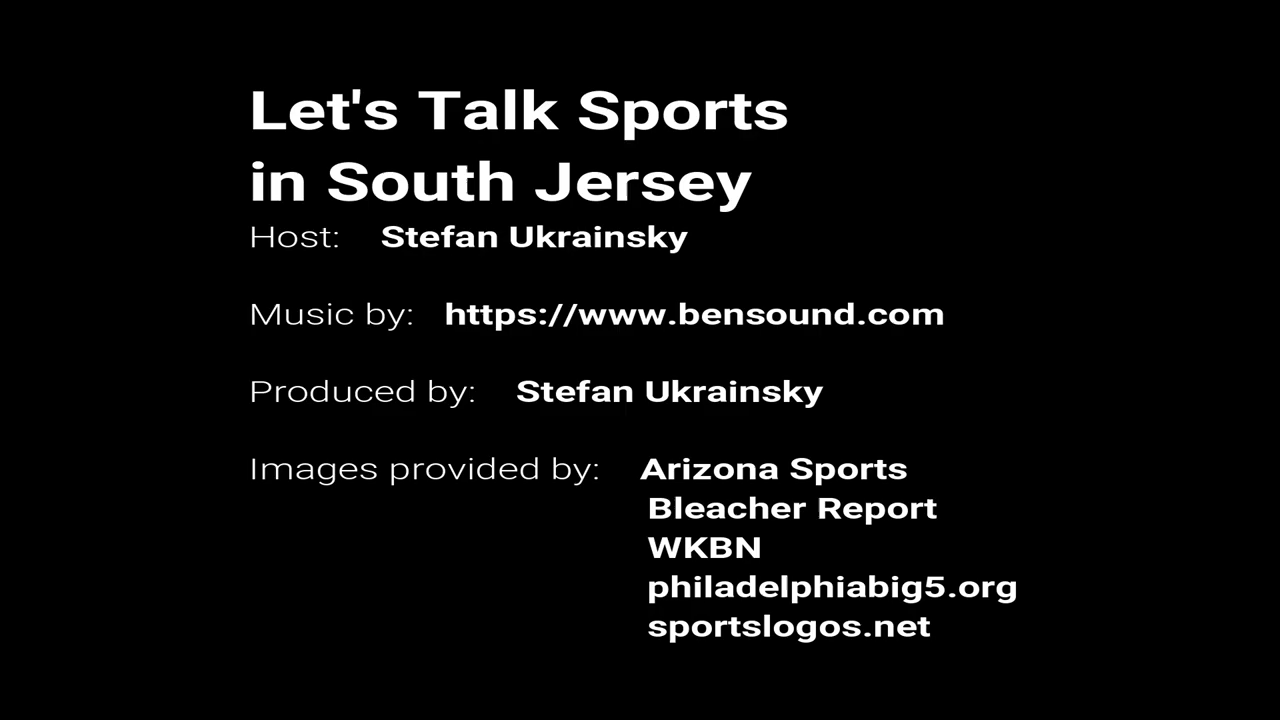 Let's Talk Sports
in South Jersey
Host: Stefan Ukrainsky
Music by: https://www.bensound.com
Produced by: Stefan Ukrainsky
Images provided by: Arizona Sports
Bleacher Report
WKBN
philadelphiabig5.org
sportslogos.net